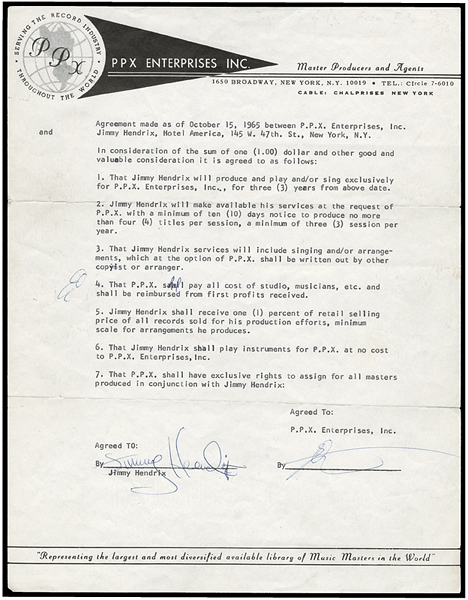 SERVING THE RECORD INDUSTRY
PPX
THROUGHOUT THE WORLD
PPX ENTERPRISES INC.
Master Producers and Agents
1650 BROADWAY, NEW YORK, N.Y. 10019 • TEL.: CIrcle 7-6010
CABLE: CHALPRISES NEW YORK
Agreement made as of October 15, 1965 between P.P.X. Enterprises, Inc.
and Jimmy Hendrix, Hotel America, 145 W. 47th. St., New York, N.Y.
In consideration of the sum of one (1.00) dollar and other good and
valuable consideration it is agreed to as follows:
1. That Jimmy Hendrix will produce and play and/or sing exclusively
for P.P.X. Enterprises, Inc., for three (3) years from above date.
2. Jimmy Hendrix will make available his services at the request of
P.P.X. with a minimum of ten (10) days notice to produce no more
than four (4) titles per session, a minimum of three (3) session per
year.
3. That Jimmy Hendrix services will include singing and/or arrange-
ments, which at the option of P.P.X. shall be written out by other
copyist or arranger.
4. That P.P.X. shall pay all cost of studio, musicians, etc. and
shall be reimbursed from first profits received.
5. Jimmy Hendrix shall receive one (1) percent of retail selling
price of all records sold for his production efforts, minimum
scale for arrangements he produces.
6. That Jimmy Hendrix shall play instruments for P.P.X. at no cost
to P.P.X. Enterprises,Inc.
7. That P.P.X. shall have exclusive rights to assign for all masters
produced in conjunction with Jimmy Hendrix:
Agreed To:
P.P.X. Enterprises, Inc.
Agreed TO:
By Jimmy Hendrix
By
Jimmy Hendrix
"Representing the largest and most diversified available library of Music Masters in the World"